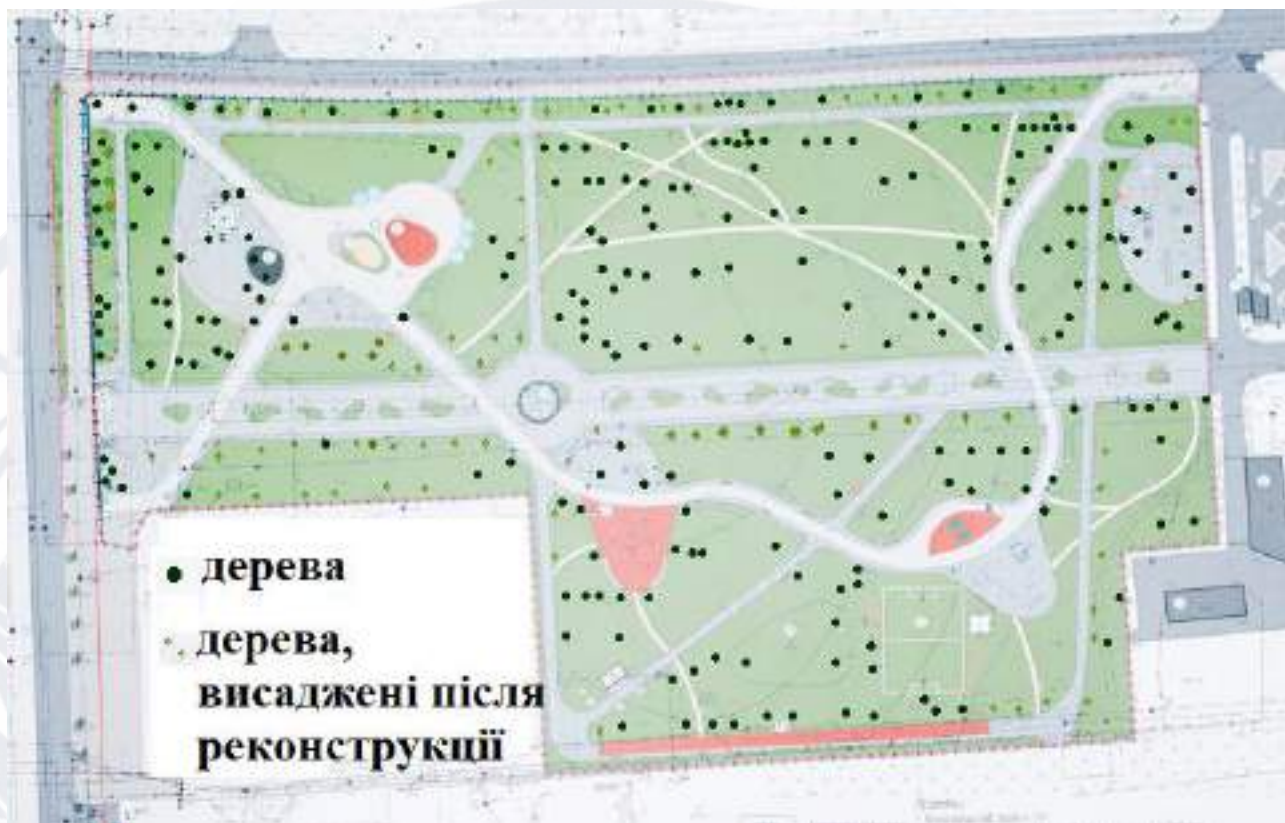 дерева
дерева,
висаджені після
реконструкції